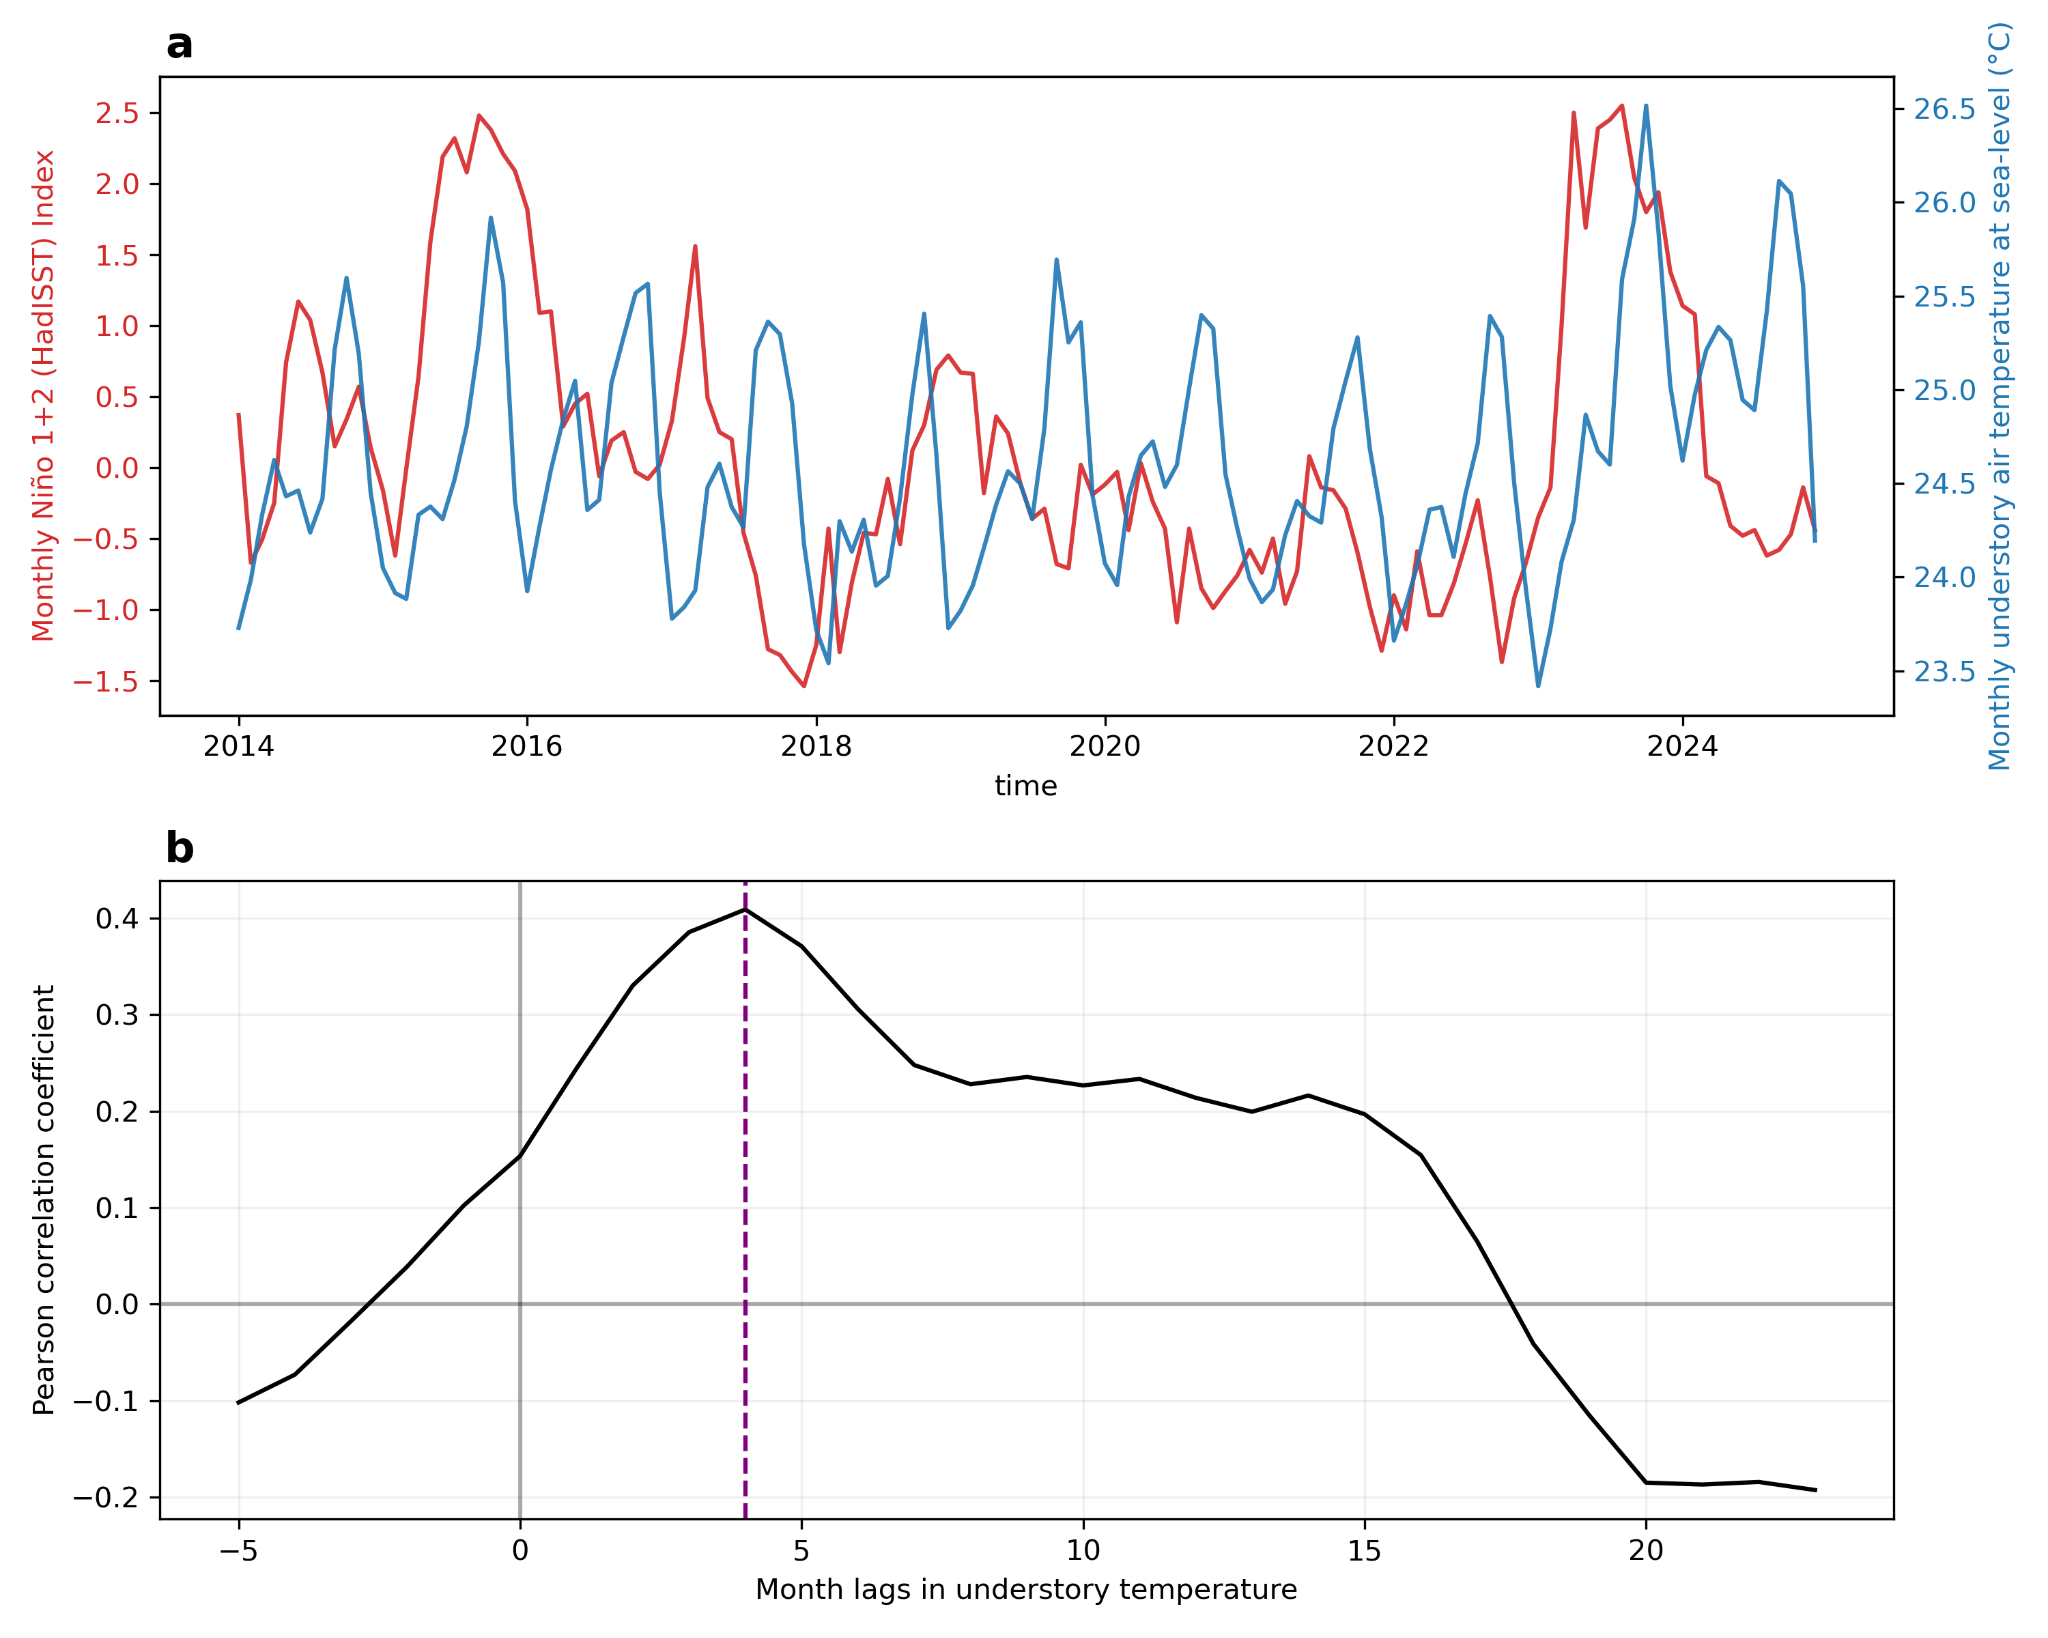 a
Monthly Niño 1+2 (HadISST) Index
2.5
2.0
1.5
1.0
0.5
0.0
−0.5
−1.0
−1.5
26.5
26.0
25.5
25.0
24.5
24.0
23.5
Monthly understory air temperature at sea-level (°C)
2014 2016 2018 2020 2022 2024
time
b
Pearson correlation coefficient
0.4
0.3
0.2
0.1
0.0
−0.1
−0.2
−5 0 5 10 15 20
Month lags in understory temperature